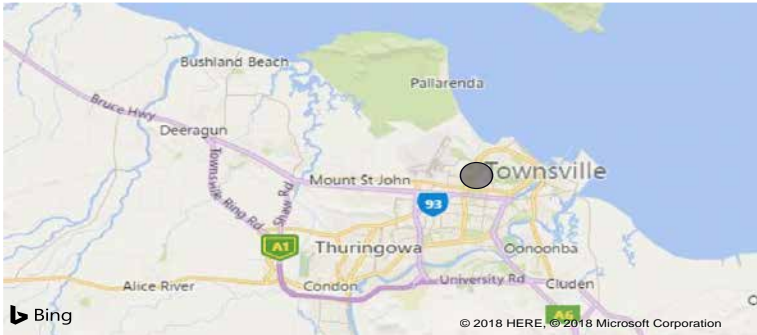 Bushland Beach
Pallarenda
Bruce Hwy
Deeragun
Townsville
Mount St John
Townsville Ring Rd
Shaw Rd
93
A1
Thuringowa
Oonoonba
Alice River
Condon
University Rd
Cluden
A6
Bing
© 2018 HERE, © 2018 Microsoft Corporation